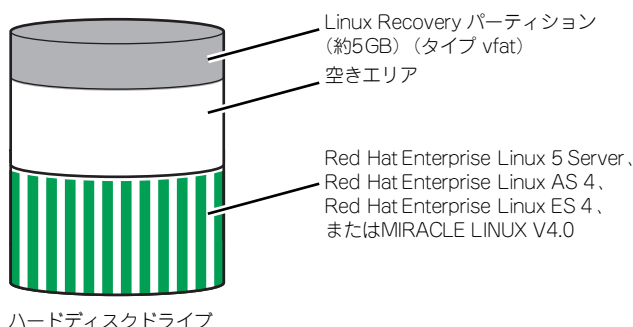 Linux Recovery パーティション
（約5GB）（タイプ vfat）
空きエリア
Red Hat Enterprise Linux 5 Server、
Red Hat Enterprise Linux AS 4、
Red Hat Enterprise Linux ES 4、
またはMIRACLE LINUX V4.0
ハードディスクドライブ